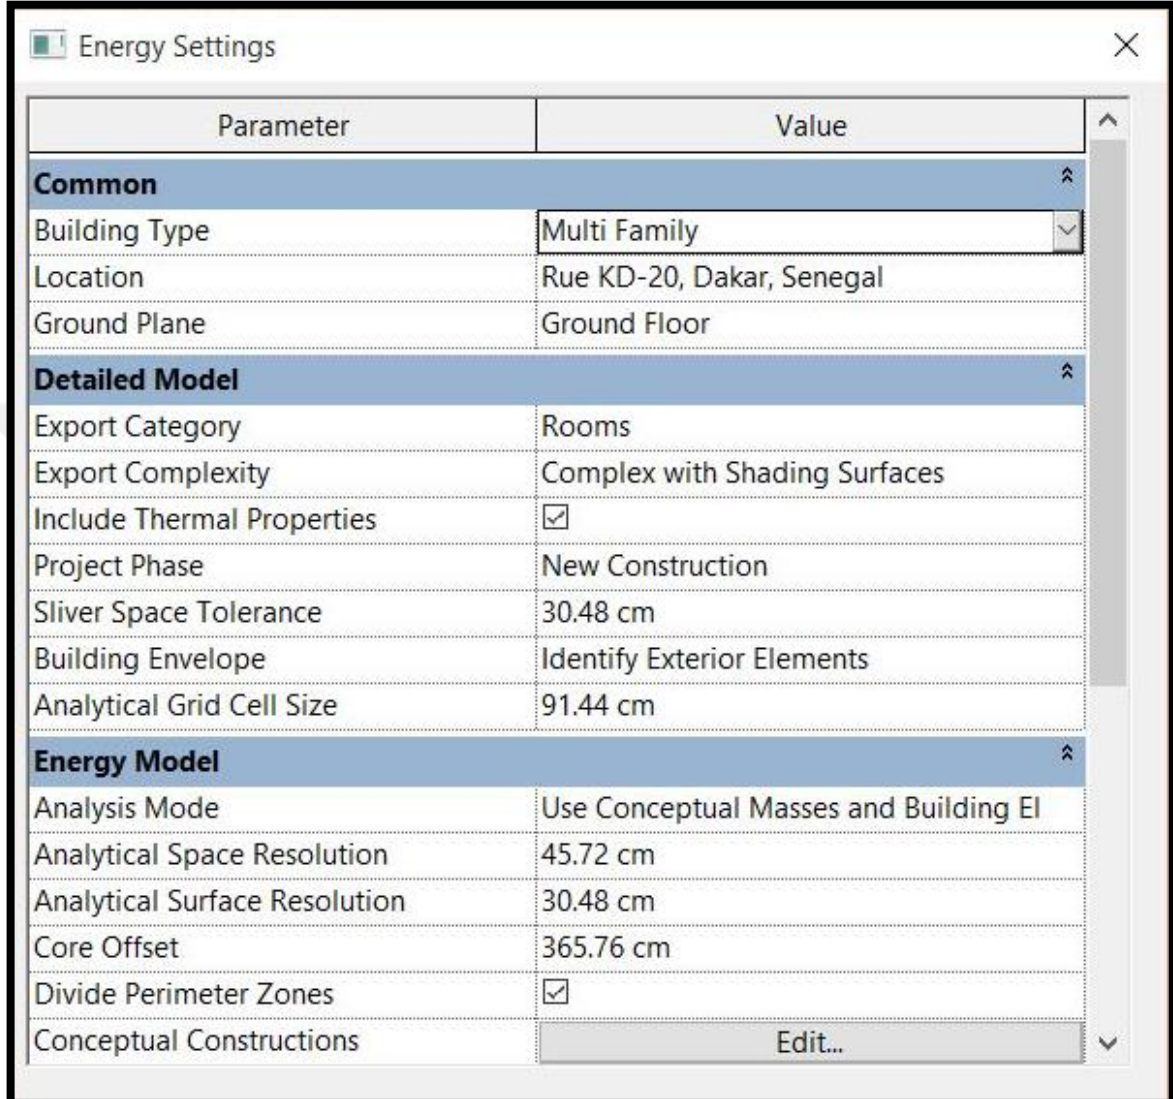 Energy Settings
Parameter Value
Common
Building Type Multi Family
Location Rue KD-20, Dakar, Senegal
Ground Plane Ground Floor
Detailed Model
Export Category Rooms
Export Complexity Complex with Shading Surfaces
Include Thermal Properties
Project Phase New Construction
Sliver Space Tolerance 30.48 cm
Building Envelope Identify Exterior Elements
Analytical Grid Cell Size 91.44 cm
Energy Model
Analysis Mode Use Conceptual Masses and Building El
Analytical Space Resolution 45.72 cm
Analytical Surface Resolution 30.48 cm
Core Offset 365.76 cm
Divide Perimeter Zones
Conceptual Constructions Edit...